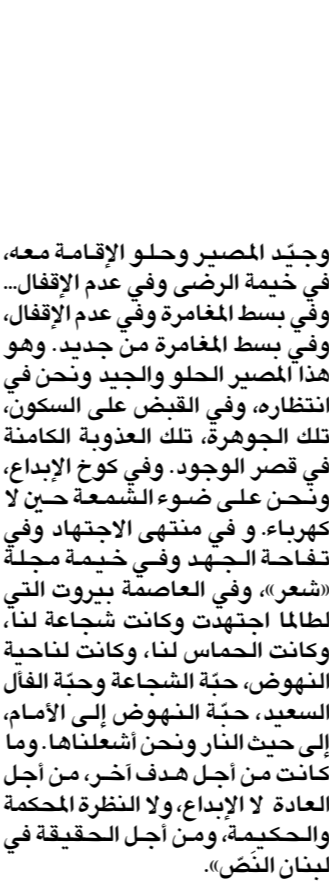 وجيّد المصير وحلو الإقامة معه،
في خيمة الرضى وفي عدم الإقفال...
وفي بسط المغامرة وفي عدم الإقفال،
وفي بسط المغامرة من جديد. وهو
هذا المصير الحلو والجيد ونحن في
انتظاره، وفي القبض على السكون،
تلك الجوهرة، تلك العذوبة الكامنة
في قصر الوجود. وفي كوخ الإبداع،
ونحن على ضوء الشمعة حين لا
كهرباء. و في منتهى الاجتهاد وفي
تفاحة الجهد وفي خيمة مجلة
«شعر»، وفي العاصمة بيروت التي
لطالما اجتهدت وكانت شجاعة لنا،
وكانت الحماس لنا، وكانت لناحية
النهوض، حبّة الشجاعة وحبّة الفأل
السعيد، حبّة النهوض إلى الأمام،
إلى حيث النار ونحن أشعلناها. وما
كانت من أجل هدف آخر، من أجل
العادة لا الإبداع، ولا النظرة المحكمة
والحكيمة، ومن أجل الحقيقة في
لبنان النَصّ».